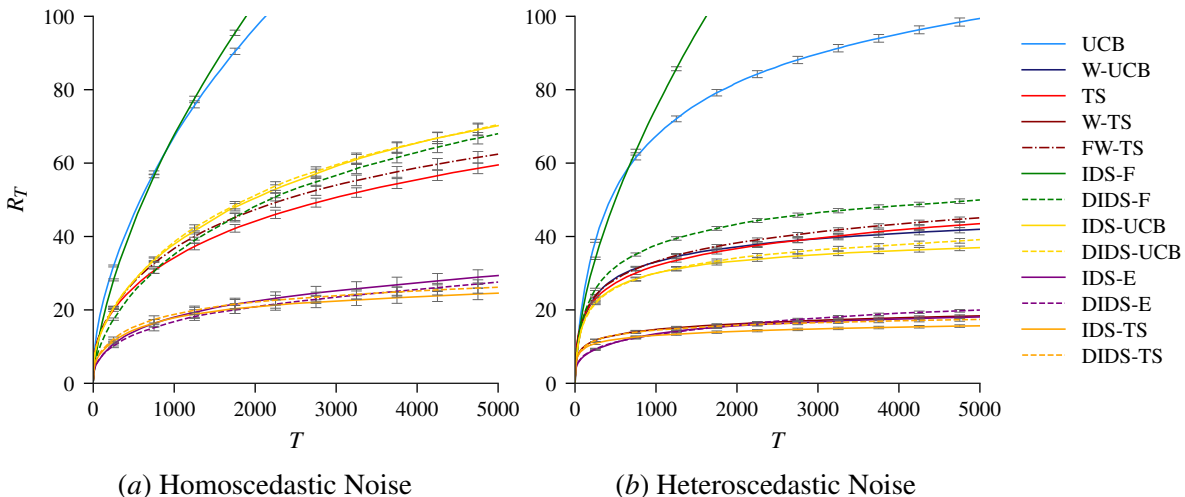 100
80
60
40
20
0
R_T
0 1000 2000 3000 4000 5000
T
(a) Homoscedastic Noise
100
80
60
40
20
0
0 1000 2000 3000 4000 5000
T
(b) Heteroscedastic Noise
UCB
W-UCB
TS
W-TS
FW-TS
IDS-F
DIDS-F
IDS-UCB
DIDS-UCB
IDS-E
DIDS-E
IDS-TS
DIDS-TS